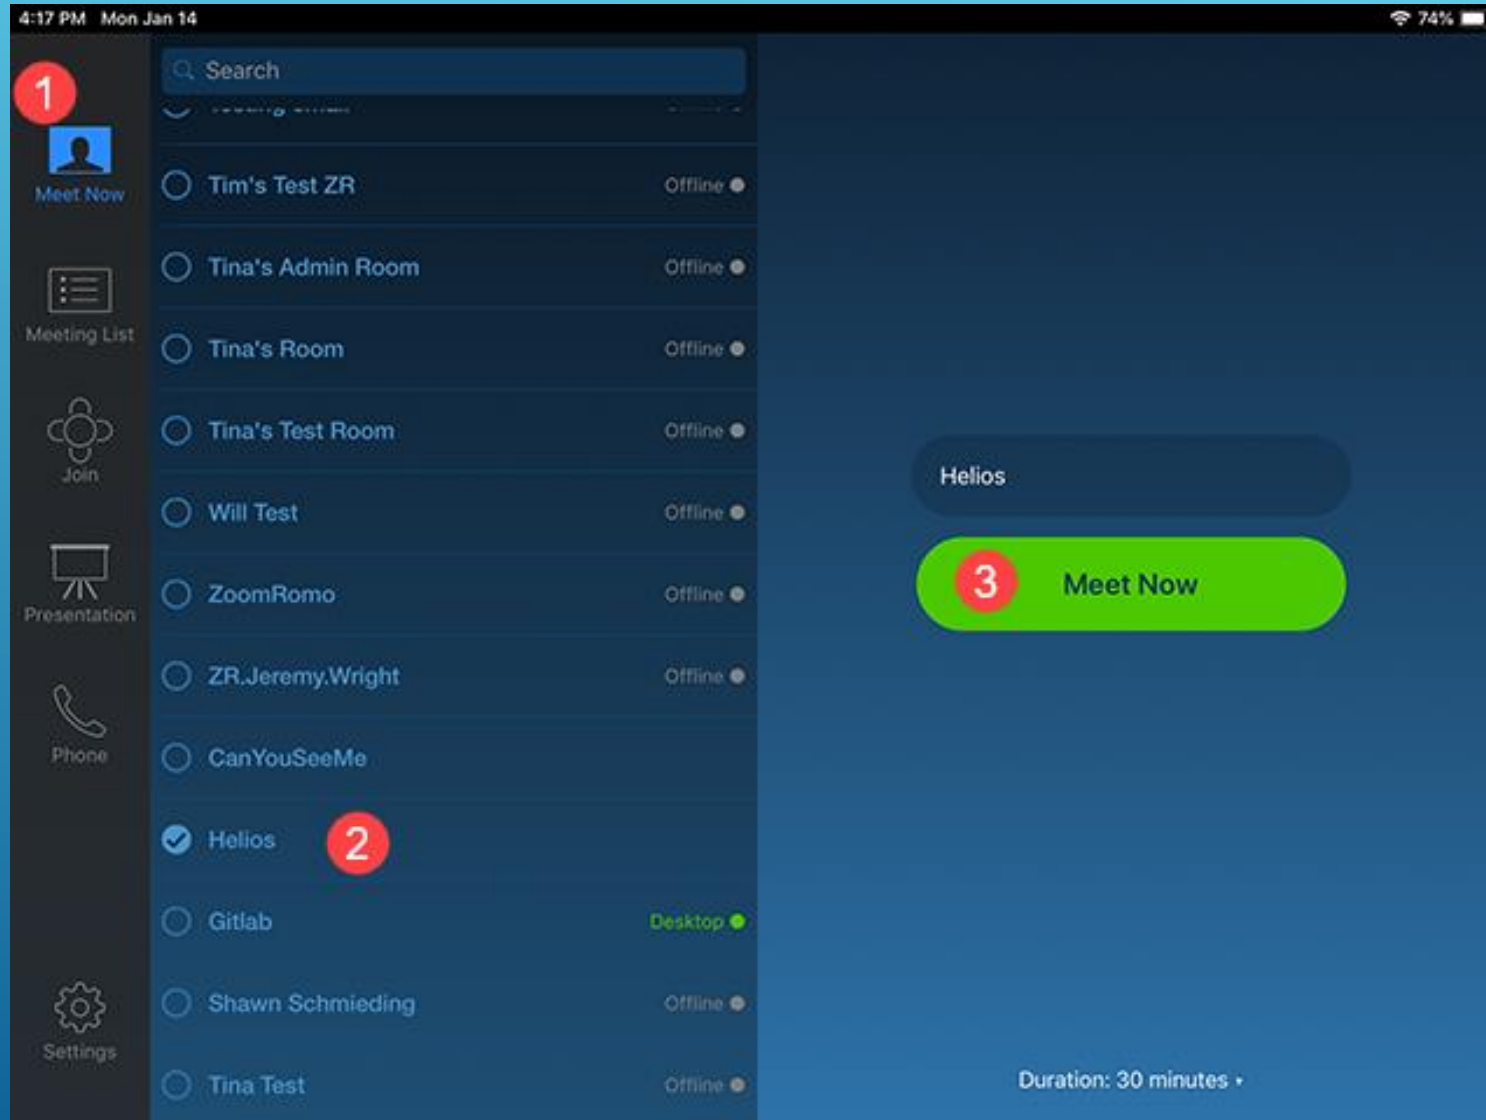 4:17 PM Mon Jan 14
74%
1
Meet Now
Meeting List
Join
Presentation
Phone
Settings
Search
Tim's Test ZR Offline
Tina's Admin Room Offline
Tina's Room Offline
Tina's Test Room Offline
Will Test Offline
ZoomRomo Offline
ZR.Jeremy.Wright Offline
CanYouSeeMe
Helios 2
Gitlab Desktop
Shawn Schmieding Offline
Tina Test Offline
Helios
3 Meet Now
Duration: 30 minutes